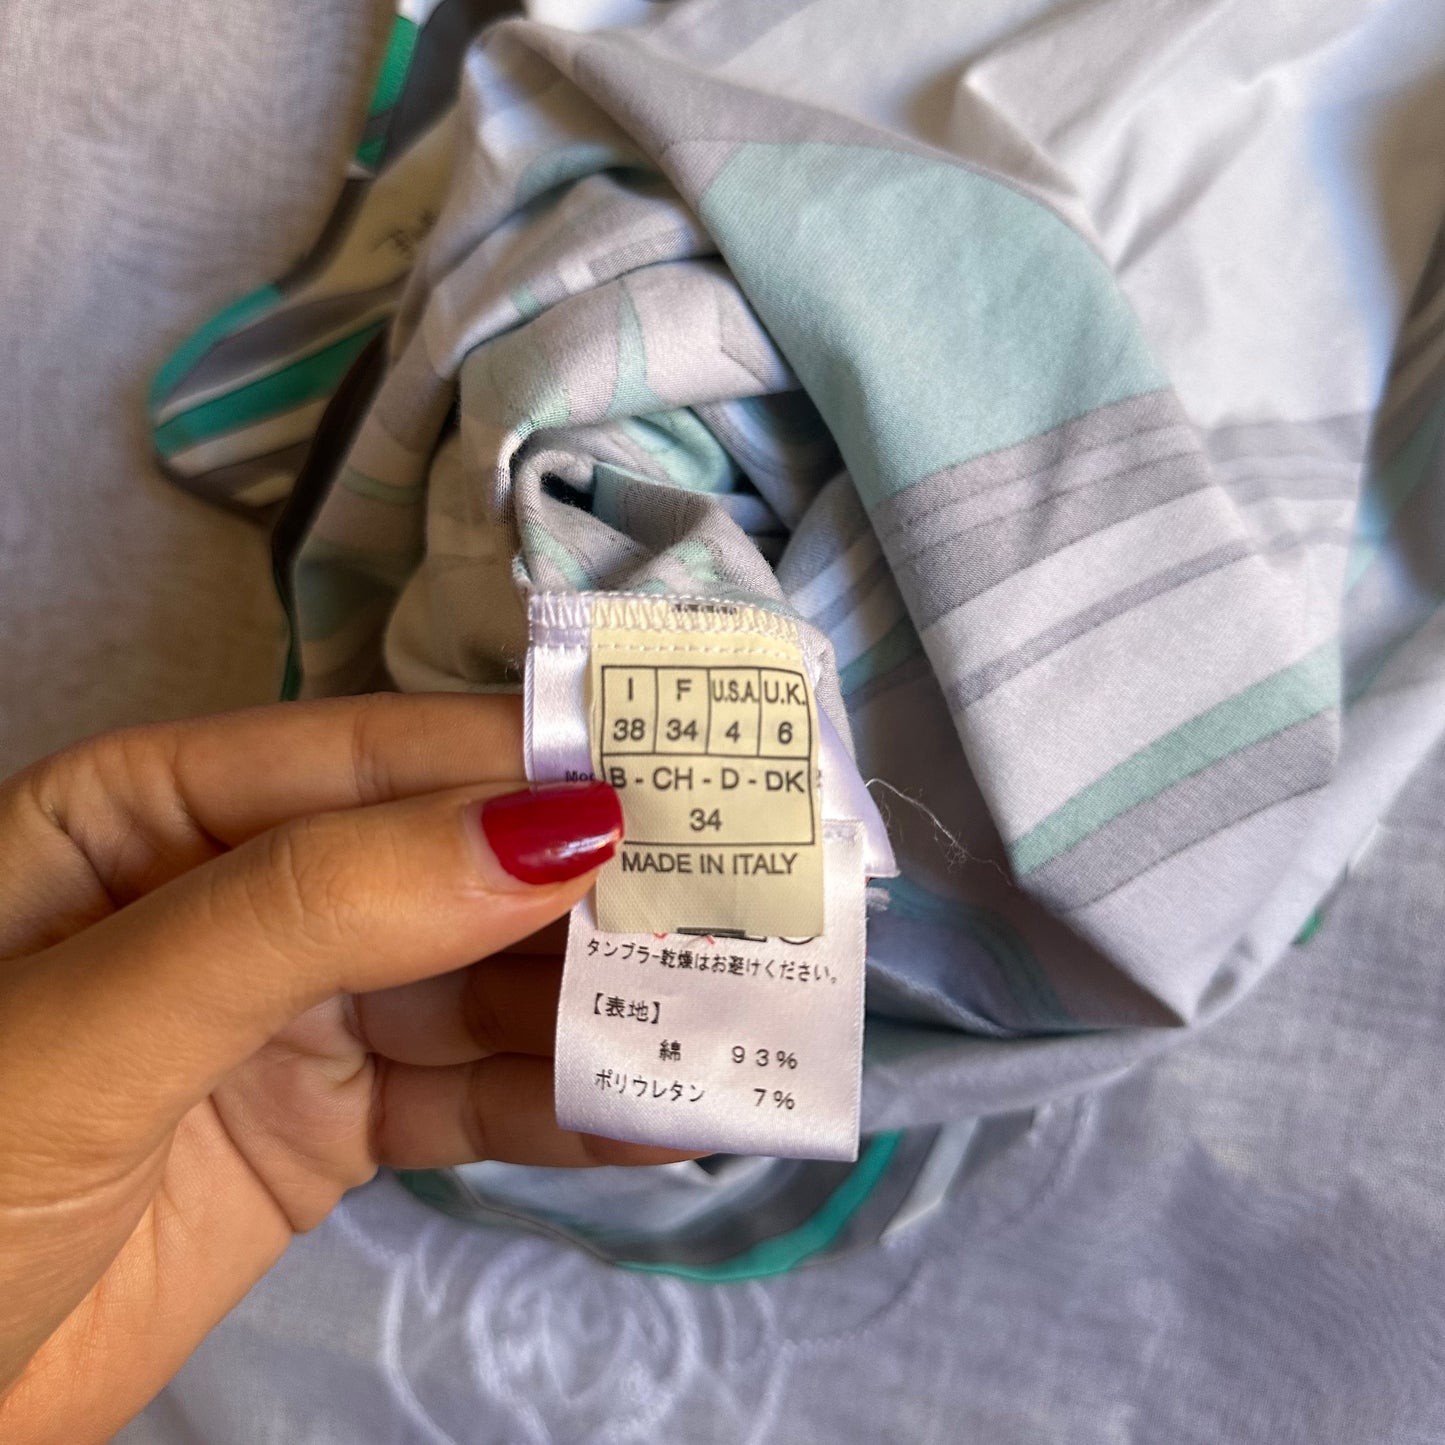 I F U.S.A. U.K.
38 34 4 6
B - CH - D - DK
34
MADE IN ITALY
タンブラー乾燥はお避けください。
【表地】
綿 93%
ポリウレタン 7%